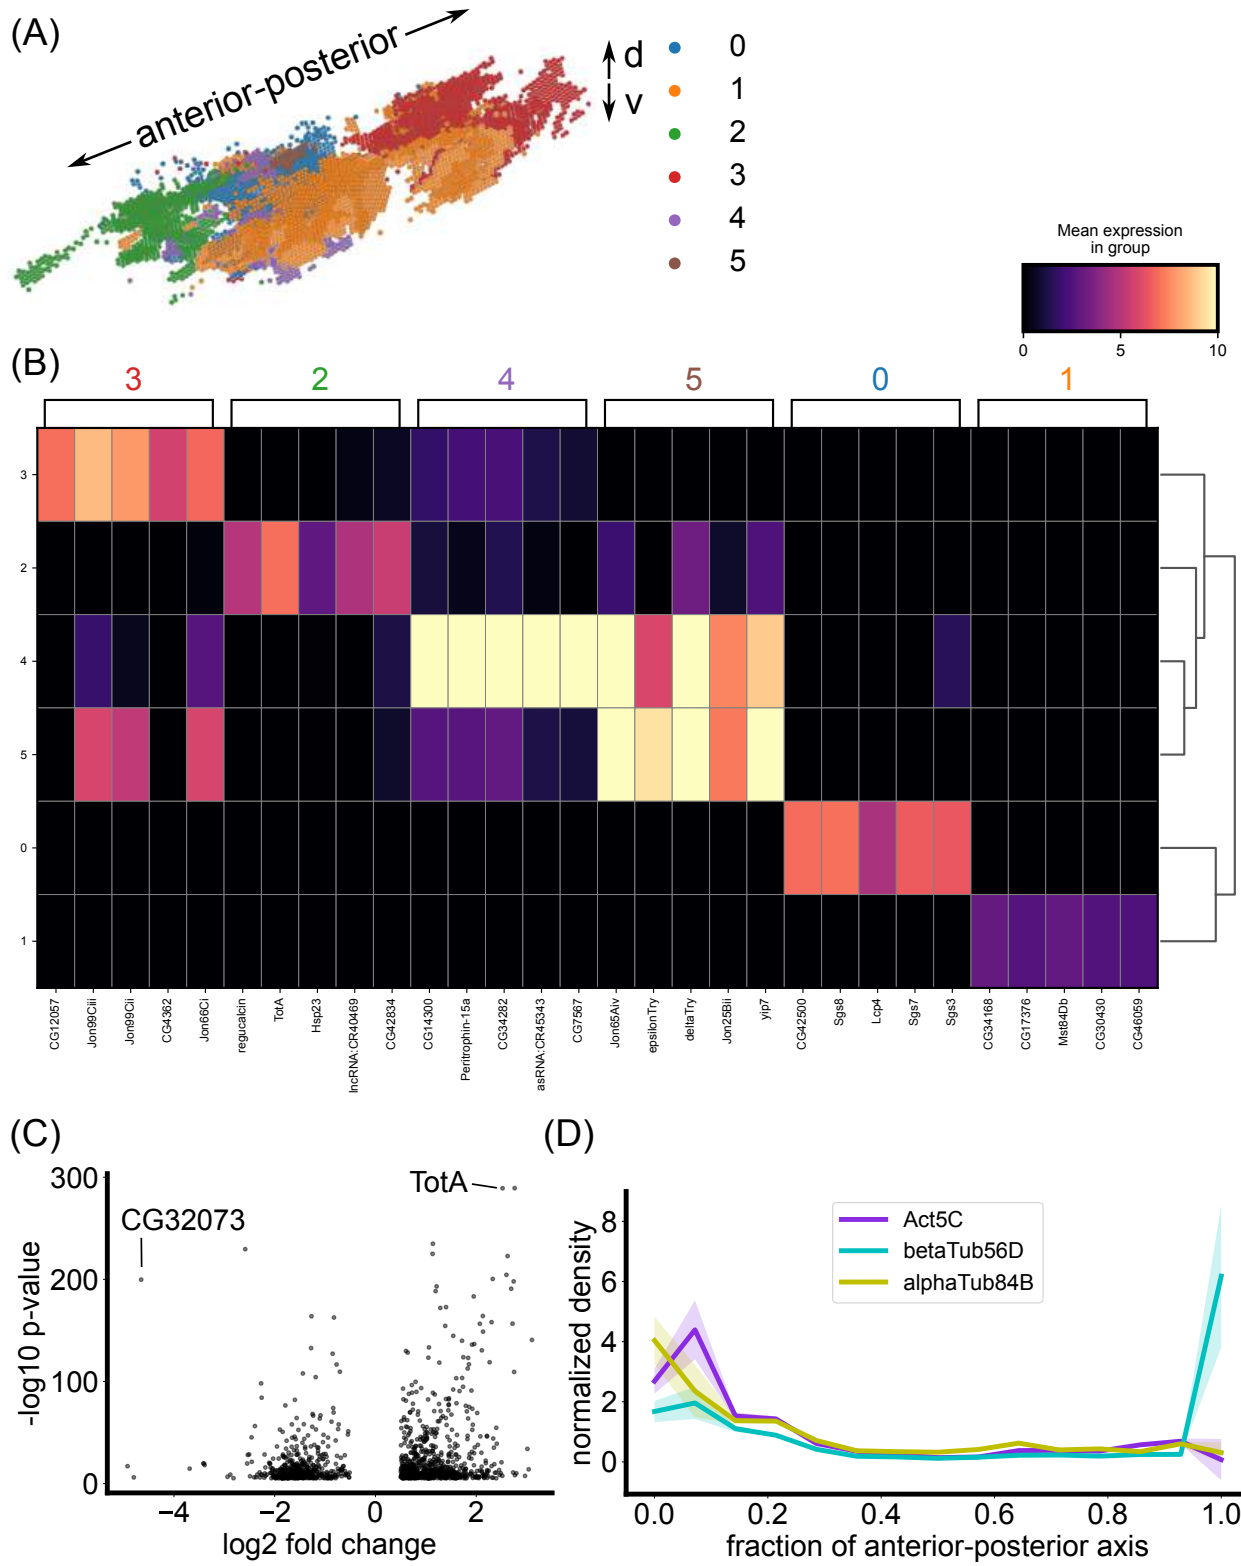 (A)
anterior-posterior
d
v
0
1
2
3
4
5
Mean expression
in group
0 5 10
(B)
3 2 4 5 0 1
3
2
4
5
0
1
CG12057
Jon99Ciii
Jon99Cii
CG4362
Jon66Ci
regucalcin
TotA
Hsp23
lncRNA:CR40469
CG42834
CG14300
Peritrophin-15a
CG34282
asRNA:CR45343
CG7567
Jon65Aiv
epsilonTry
deltaTry
Jon25Bii
yip7
CG42500
Sgs8
Lcp4
Sgs7
Sgs3
CG34168
CG17376
Mst84Db
CG30430
CG46059
(C)
-log10 p-value
300
200
100
0
CG32073
TotA
−4 −2 0 2
log2 fold change
(D)
normalized density
8
6
4
2
0
Act5C
betaTub56D
alphaTub84B
0.0 0.2 0.4 0.6 0.8 1.0
fraction of anterior-posterior axis